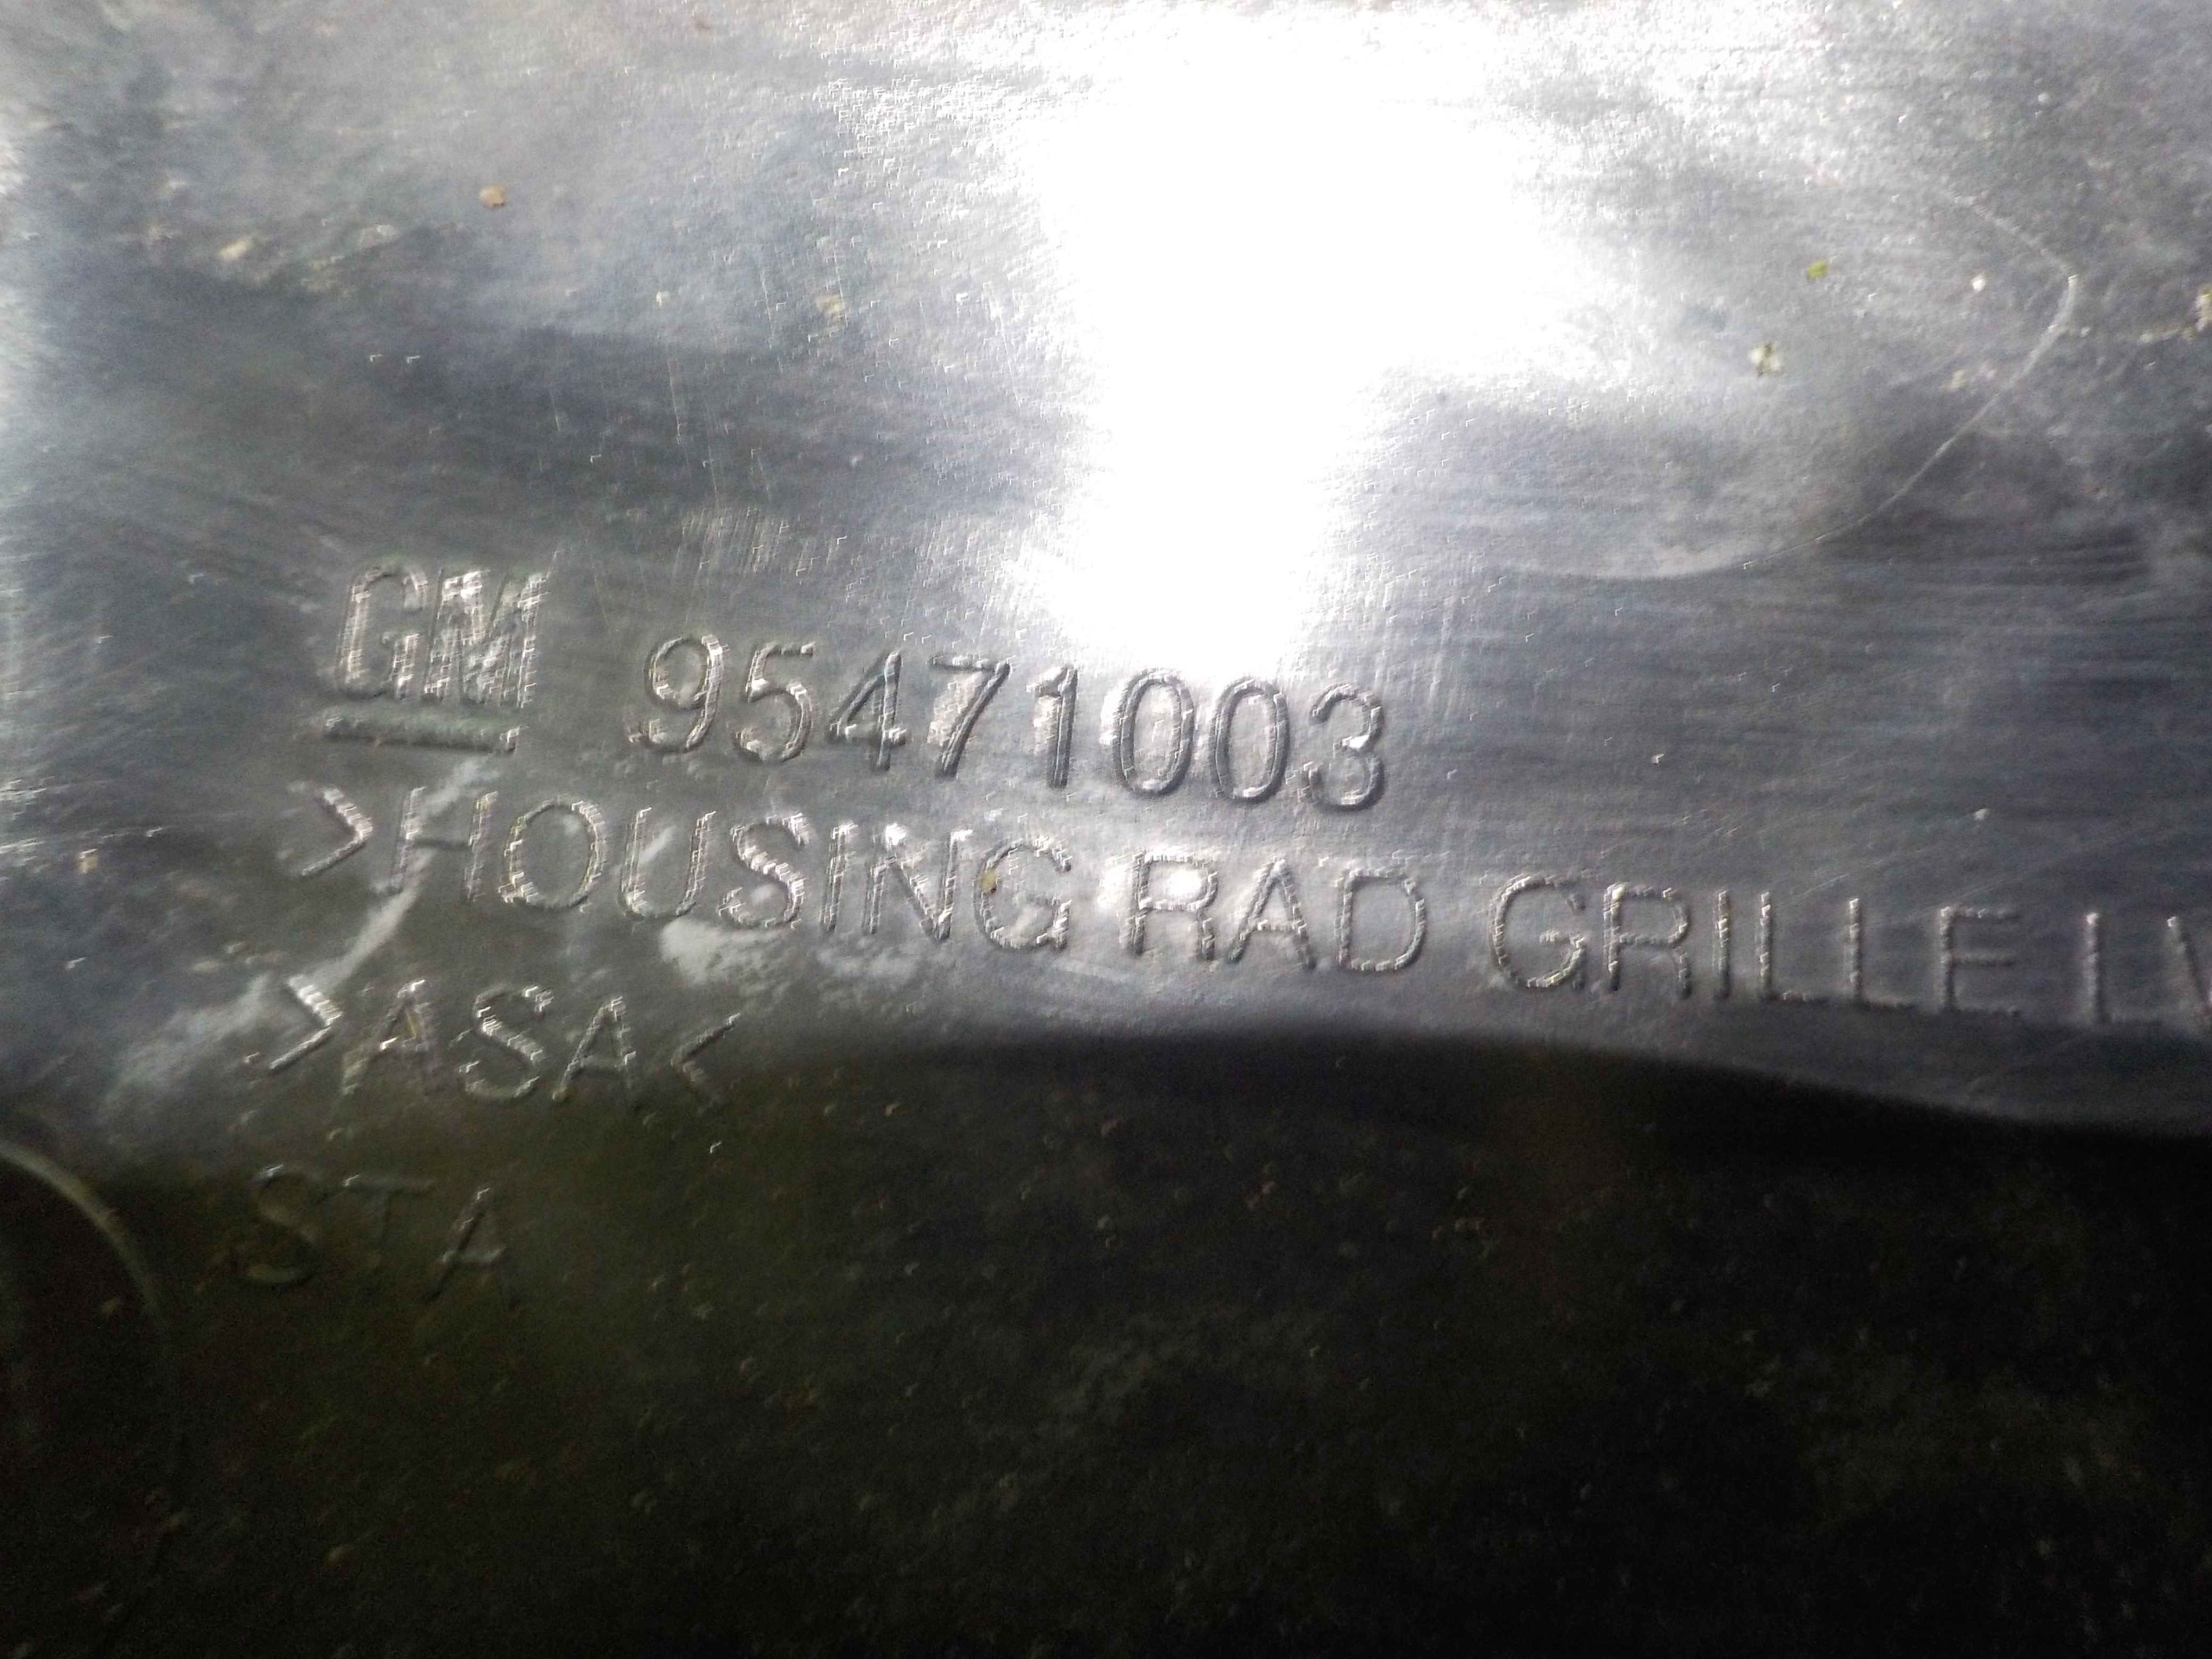 GM 95471003
>HOUSING RAD GRILLE
>ASA<
STA